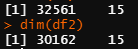 [1] 32561    15
> dim(df2)
[1] 30162    15